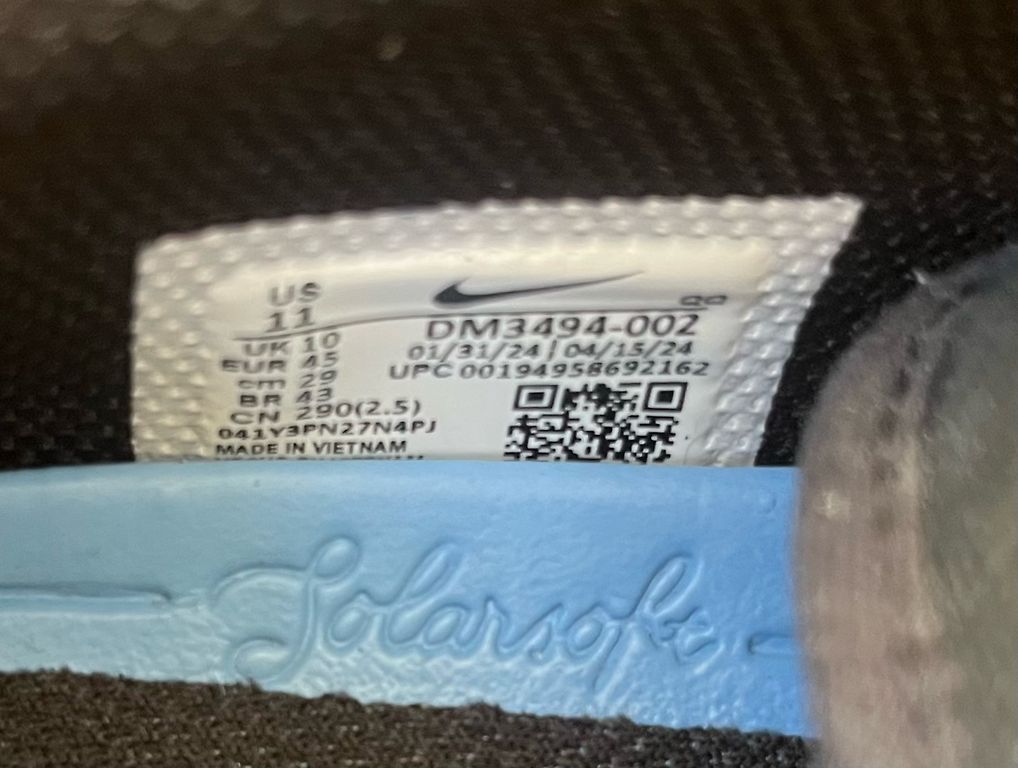 US
11
UK 10
EUR 45
cm 29
BR 43
CN 290(2.5)
041Y3PN27N4PJ
MADE IN VIETNAM
QD
DM3494-002
01/31/24 | 04/15/24
UPC 00194958692162
Solarsoft